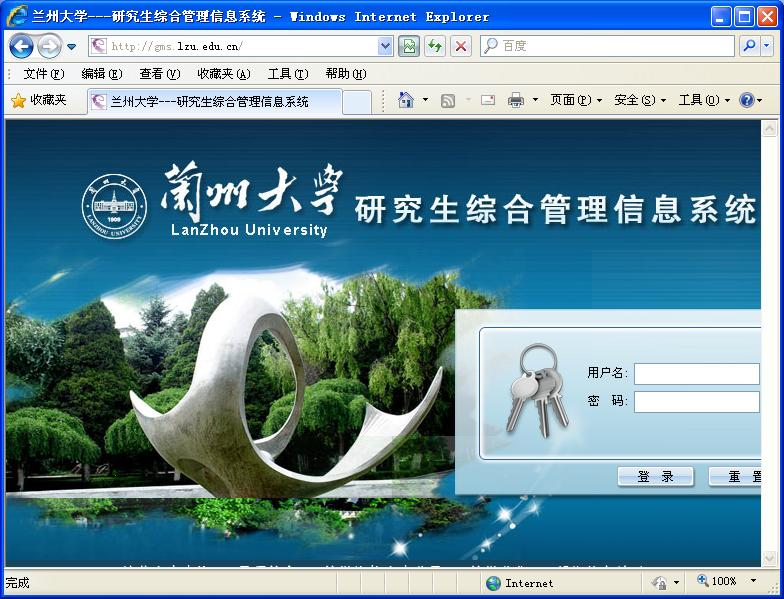 兰州大学---研究生综合管理信息系统 - Windows Internet Explorer
http://gms.lzu.edu.cn/
百度
文件(F) 编辑(E) 查看(V) 收藏夹(A) 工具(T) 帮助(H)
收藏夹
兰州大学---研究生综合管理信息系统
页面(P) 安全(S) 工具(O)
兰州大学
LanZhou University
研究生综合管理信息系统
1909
LANZHOU UNIVERSITY
用户名:
密 码:
登 录 重 置
完成
Internet
100%